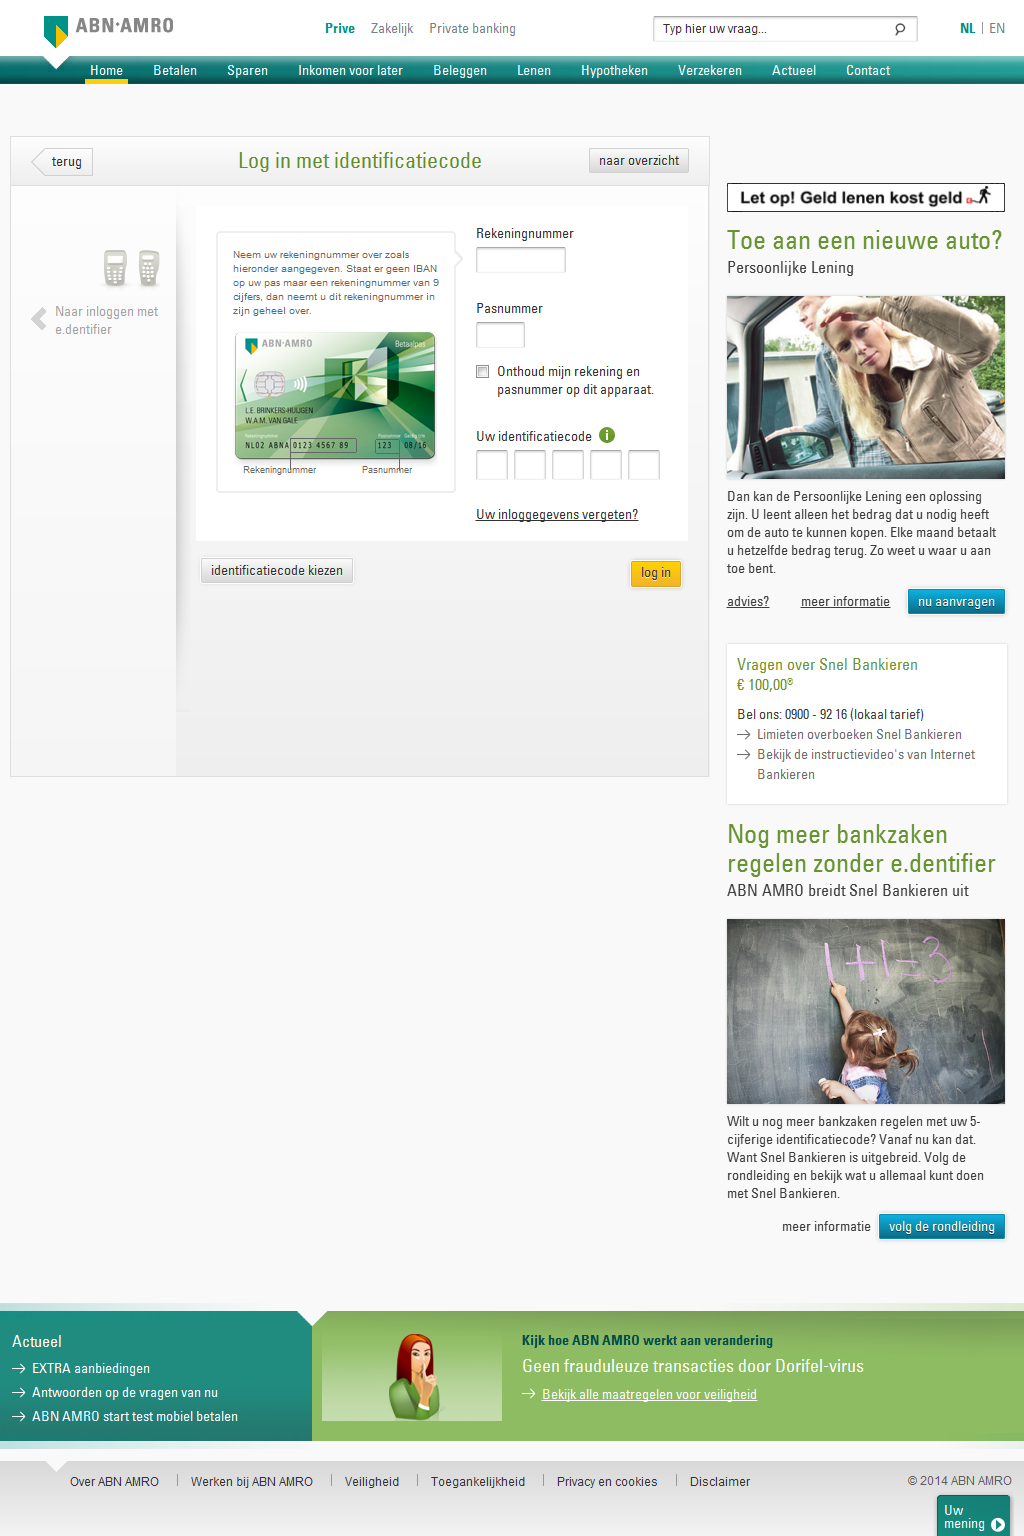 ABN·AMRO
Prive Zakelijk Private banking
Typ hier uw vraag...
NL | EN
Home Betalen Sparen Inkomen voor later Beleggen Lenen Hypotheken Verzekeren Actueel Contact
terug
Log in met identificatiecode
naar overzicht
Naar inloggen met
e.dentifier
Neem uw rekeningnummer over zoals
hieronder aangegeven. Staat er geen IBAN
op uw pas maar een rekeningnummer van 9
cijfers, dan neemt u dit rekeningnummer in
zijn geheel over.
ABN·AMRO
Betaalpas
L.E. BRINKERS-HUIJGEN
W.A.M. VAN GALE
Rekeningnummer Pasnummer Geldig t/m
NL02 ABNA 0123 4567 89 123 08/16
Rekeningnummer Pasnummer
Rekeningnummer
Pasnummer
Onthoud mijn rekening en
pasnummer op dit apparaat.
Uw identificatiecode i
Uw inloggegevens vergeten?
identificatiecode kiezen
log in
Let op! Geld lenen kost geld
Toe aan een nieuwe auto?
Persoonlijke Lening
Dan kan de Persoonlijke Lening een oplossing
zijn. U leent alleen het bedrag dat u nodig heeft
om de auto te kunnen kopen. Elke maand betaalt
u hetzelfde bedrag terug. Zo weet u waar u aan
toe bent.
advies? meer informatie nu aanvragen
Vragen over Snel Bankieren
€ 100,00®
Bel ons: 0900 - 92 16 (lokaal tarief)
Limieten overboeken Snel Bankieren
Bekijk de instructievideo's van Internet
Bankieren
Nog meer bankzaken
regelen zonder e.dentifier
ABN AMRO breidt Snel Bankieren uit
1+1=3
Wilt u nog meer bankzaken regelen met uw 5-
cijferige identificatiecode? Vanaf nu kan dat.
Want Snel Bankieren is uitgebreid. Volg de
rondleiding en bekijk wat u allemaal kunt doen
met Snel Bankieren.
meer informatie volg de rondleiding
Actueel
EXTRA aanbiedingen
Antwoorden op de vragen van nu
ABN AMRO start test mobiel betalen
Kijk hoe ABN AMRO werkt aan verandering
Geen frauduleuze transacties door Dorifel-virus
Bekijk alle maatregelen voor veiligheid
Over ABN AMRO | Werken bij ABN AMRO | Veiligheid | Toegankelijkheid | Privacy en cookies | Disclaimer
© 2014 ABN AMRO
Uw
mening